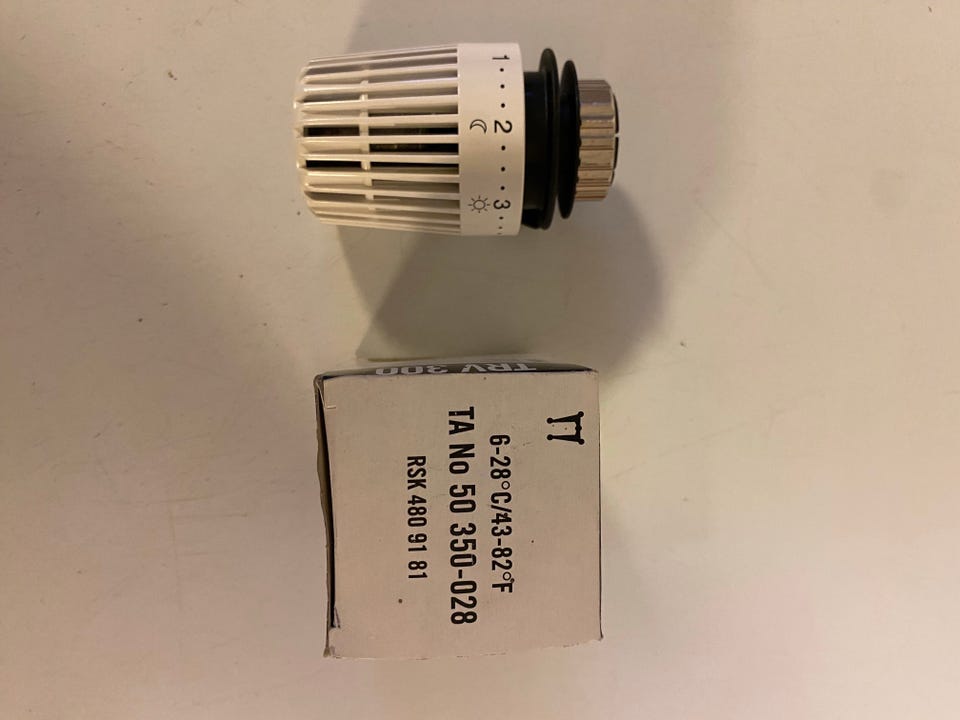 1 . . . 2 . . . 3 . .
TRV 300
6-28°C/43-82°F
TA No 50 350-028
RSK 480 91 81